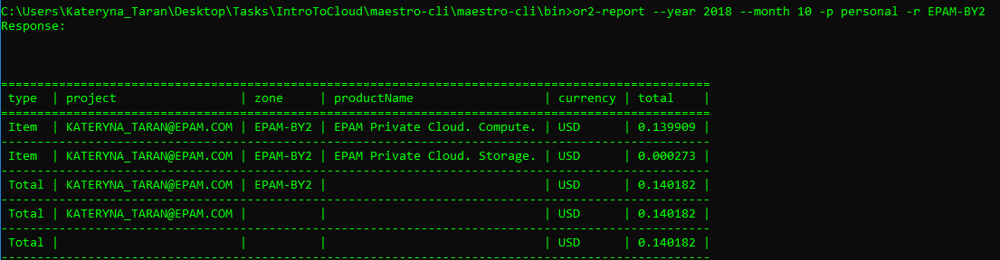 C:\Users\Kateryna_Taran\Desktop\Tasks\IntroToCloud\maestro-cli\maestro-cli\bin>or2-report --year 2018 --month 10 -p personal -r EPAM-BY2
Response:
==================================================================================================
 type  | project                  | zone     | productName                  | currency | total    |
==================================================================================================
 Item  | KATERYNA_TARAN@EPAM.COM | EPAM-BY2 | EPAM Private Cloud. Compute. | USD      | 0.139909 |
--------------------------------------------------------------------------------------------------
 Item  | KATERYNA_TARAN@EPAM.COM | EPAM-BY2 | EPAM Private Cloud. Storage. | USD      | 0.000273 |
--------------------------------------------------------------------------------------------------
 Total | KATERYNA_TARAN@EPAM.COM | EPAM-BY2 |                              | USD      | 0.140182 |
--------------------------------------------------------------------------------------------------
 Total | KATERYNA_TARAN@EPAM.COM |          |                              | USD      | 0.140182 |
--------------------------------------------------------------------------------------------------
 Total |                         |          |                              | USD      | 0.140182 |
--------------------------------------------------------------------------------------------------